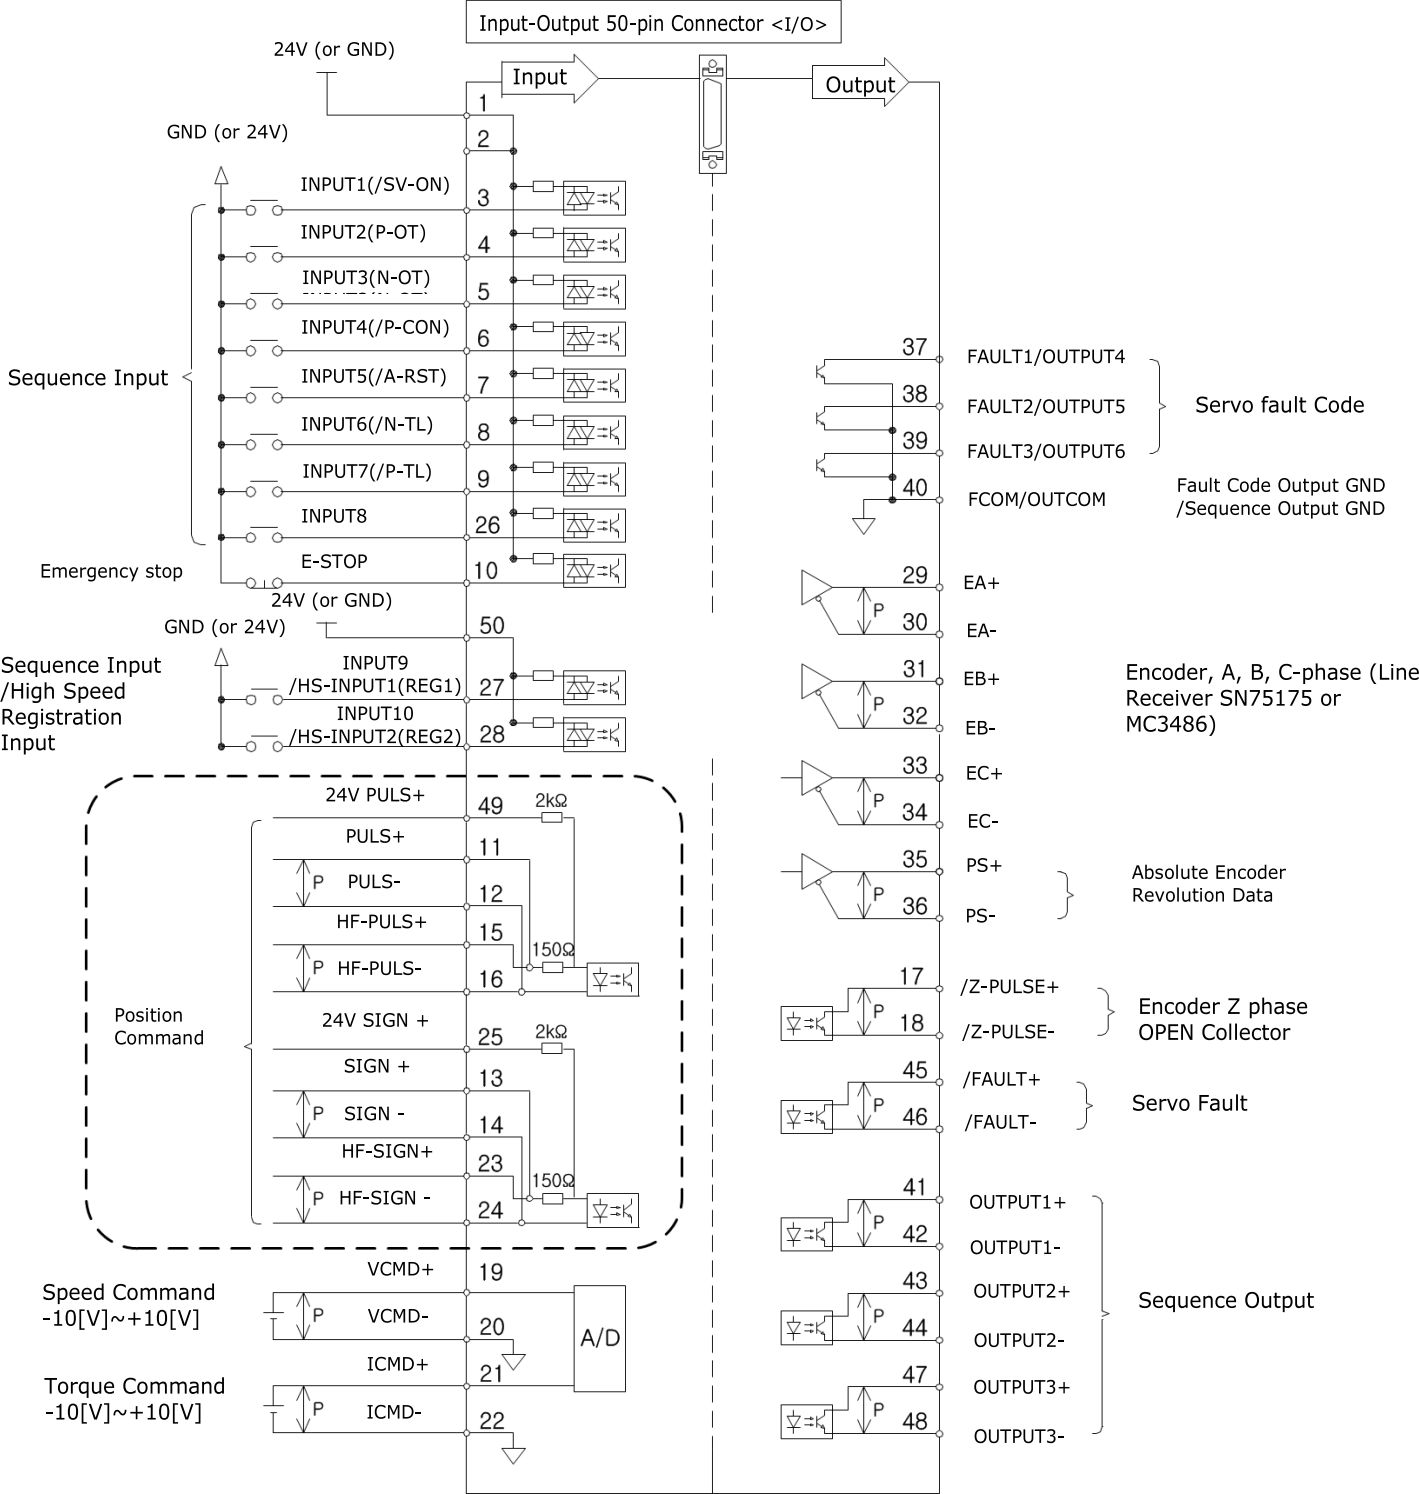 Input-Output 50-pin Connector <I/O>
24V (or GND)
Input
Output
1
GND (or 24V)
2
INPUT1(/SV-ON)
3
INPUT2(P-OT)
4
INPUT3(N-OT)
5
INPUT4(/P-CON)
6
Sequence Input
INPUT5(/A-RST)
7
INPUT6(/N-TL)
8
INPUT7(/P-TL)
9
INPUT8
26
E-STOP
Emergency stop
10
24V (or GND)
GND (or 24V)
50
Sequence Input
/High Speed
Registration
Input
INPUT9
/HS-INPUT1(REG1)
27
INPUT10
/HS-INPUT2(REG2)
28
24V PULS+
49
2kΩ
PULS+
11
P
PULS-
12
HF-PULS+
15
150Ω
P
HF-PULS-
16
Position
Command
24V SIGN +
25
2kΩ
SIGN +
13
P
SIGN -
14
HF-SIGN+
23
150Ω
P
HF-SIGN -
24
VCMD+
19
Speed Command
-10[V]~+10[V]
P
VCMD-
20
A/D
ICMD+
21
Torque Command
-10[V]~+10[V]
P
ICMD-
22
37
FAULT1/OUTPUT4
38
FAULT2/OUTPUT5
Servo fault Code
39
FAULT3/OUTPUT6
40
FCOM/OUTCOM
Fault Code Output GND
/Sequence Output GND
29
EA+
P
30
EA-
31
EB+
P
32
EB-
Encoder, A, B, C-phase (Line
Receiver SN75175 or
MC3486)
33
EC+
P
34
EC-
35
PS+
P
36
PS-
Absolute Encoder
Revolution Data
17
/Z-PULSE+
P
18
/Z-PULSE-
Encoder Z phase
OPEN Collector
45
/FAULT+
P
46
/FAULT-
Servo Fault
41
OUTPUT1+
P
42
OUTPUT1-
43
OUTPUT2+
P
44
OUTPUT2-
Sequence Output
47
OUTPUT3+
P
48
OUTPUT3-